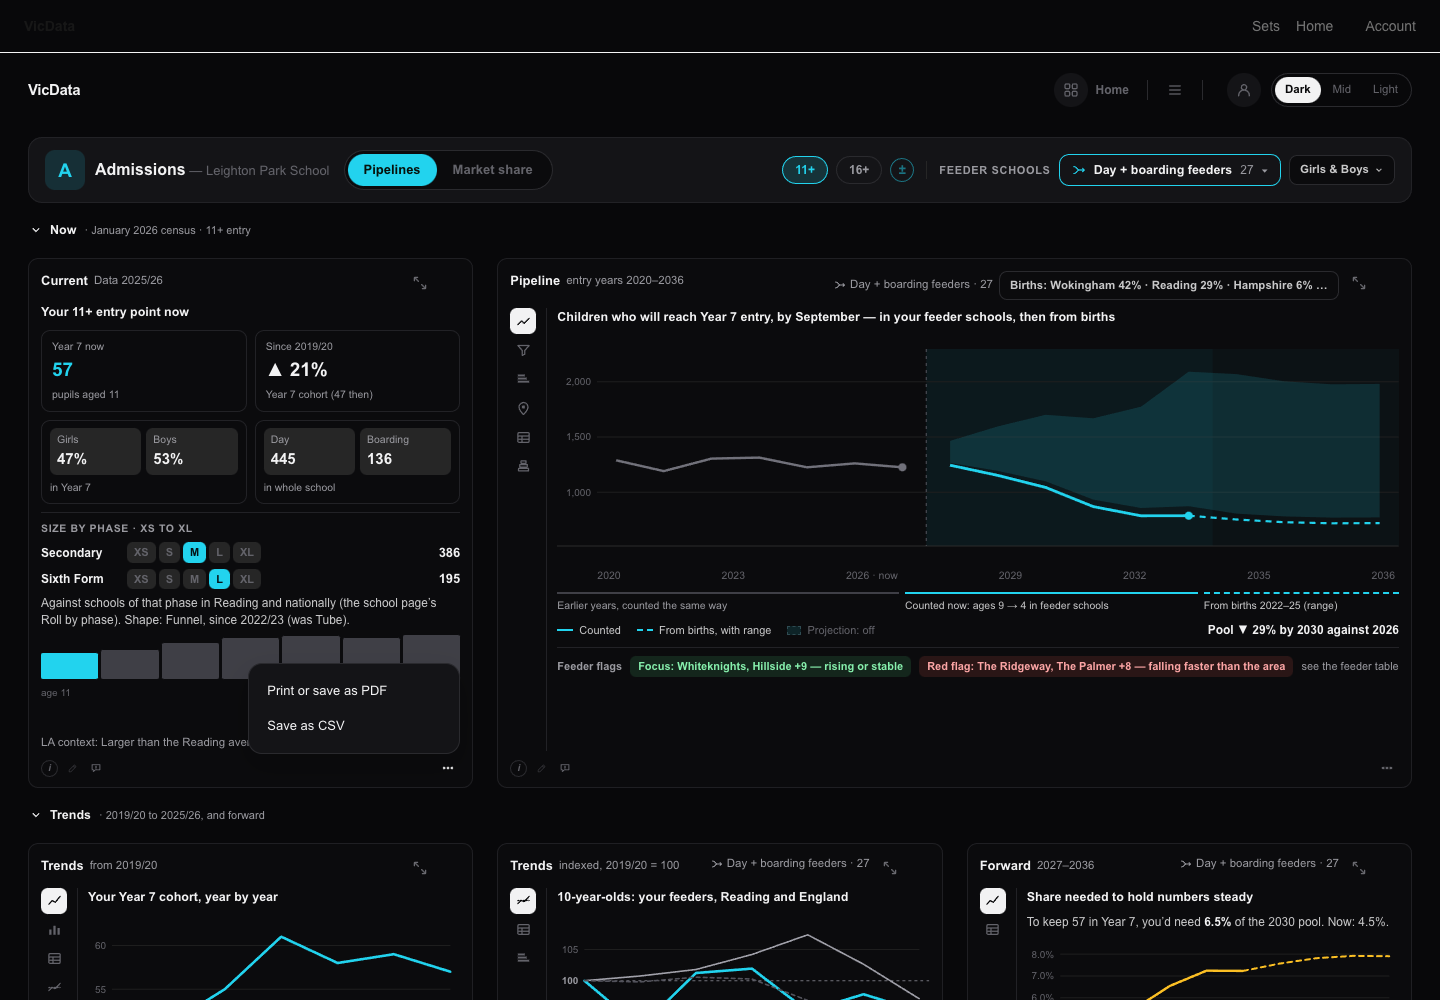 VicData
Sets Home Account
VicData
Home
Dark Mid Light
A Admissions — Leighton Park School
Pipelines Market share
11+ 16+ ±
FEEDER SCHOOLS
Day + boarding feeders 27
Girls & Boys
Now · January 2026 census · 11+ entry
Current Data 2025/26
Your 11+ entry point now
Year 7 now
57
pupils aged 11
Since 2019/20
▲ 21%
Year 7 cohort (47 then)
Girls
47%
Boys
53%
in Year 7
Day
445
Boarding
136
in whole school
SIZE BY PHASE · XS TO XL
Secondary XS S M L XL 386
Sixth Form XS S M L XL 195
Against schools of that phase in Reading and nationally (the school page's
Roll by phase). Shape: Funnel, since 2022/23 (was Tube).
age 11
Print or save as PDF
Save as CSV
LA context: Larger than the Reading
i
Pipeline entry years 2020–2036
Day + boarding feeders · 27
Births: Wokingham 42% · Reading 29% · Hampshire 6% ...
Children who will reach Year 7 entry, by September — in your feeder schools, then from births
2,000
1,500
1,000
2020 2023 2026 · now 2029 2032 2035 2036
Earlier years, counted the same way
Counted now: ages 9 → 4 in feeder schools
From births 2022–25 (range)
Counted From births, with range Projection: off
Pool ▼ 29% by 2030 against 2026
Feeder flags
Focus: Whiteknights, Hillside +9 — rising or stable
Red flag: The Ridgeway, The Palmer +8 — falling faster than the area
see the feeder table
i
Trends · 2019/20 to 2025/26, and forward
Trends from 2019/20
Your Year 7 cohort, year by year
60
55
Trends indexed, 2019/20 = 100
Day + boarding feeders · 27
10-year-olds: your feeders, Reading and England
105
100
Forward 2027–2036
Day + boarding feeders · 27
Share needed to hold numbers steady
To keep 57 in Year 7, you'd need 6.5% of the 2030 pool. Now: 4.5%.
8.0%
7.0%
6.0%